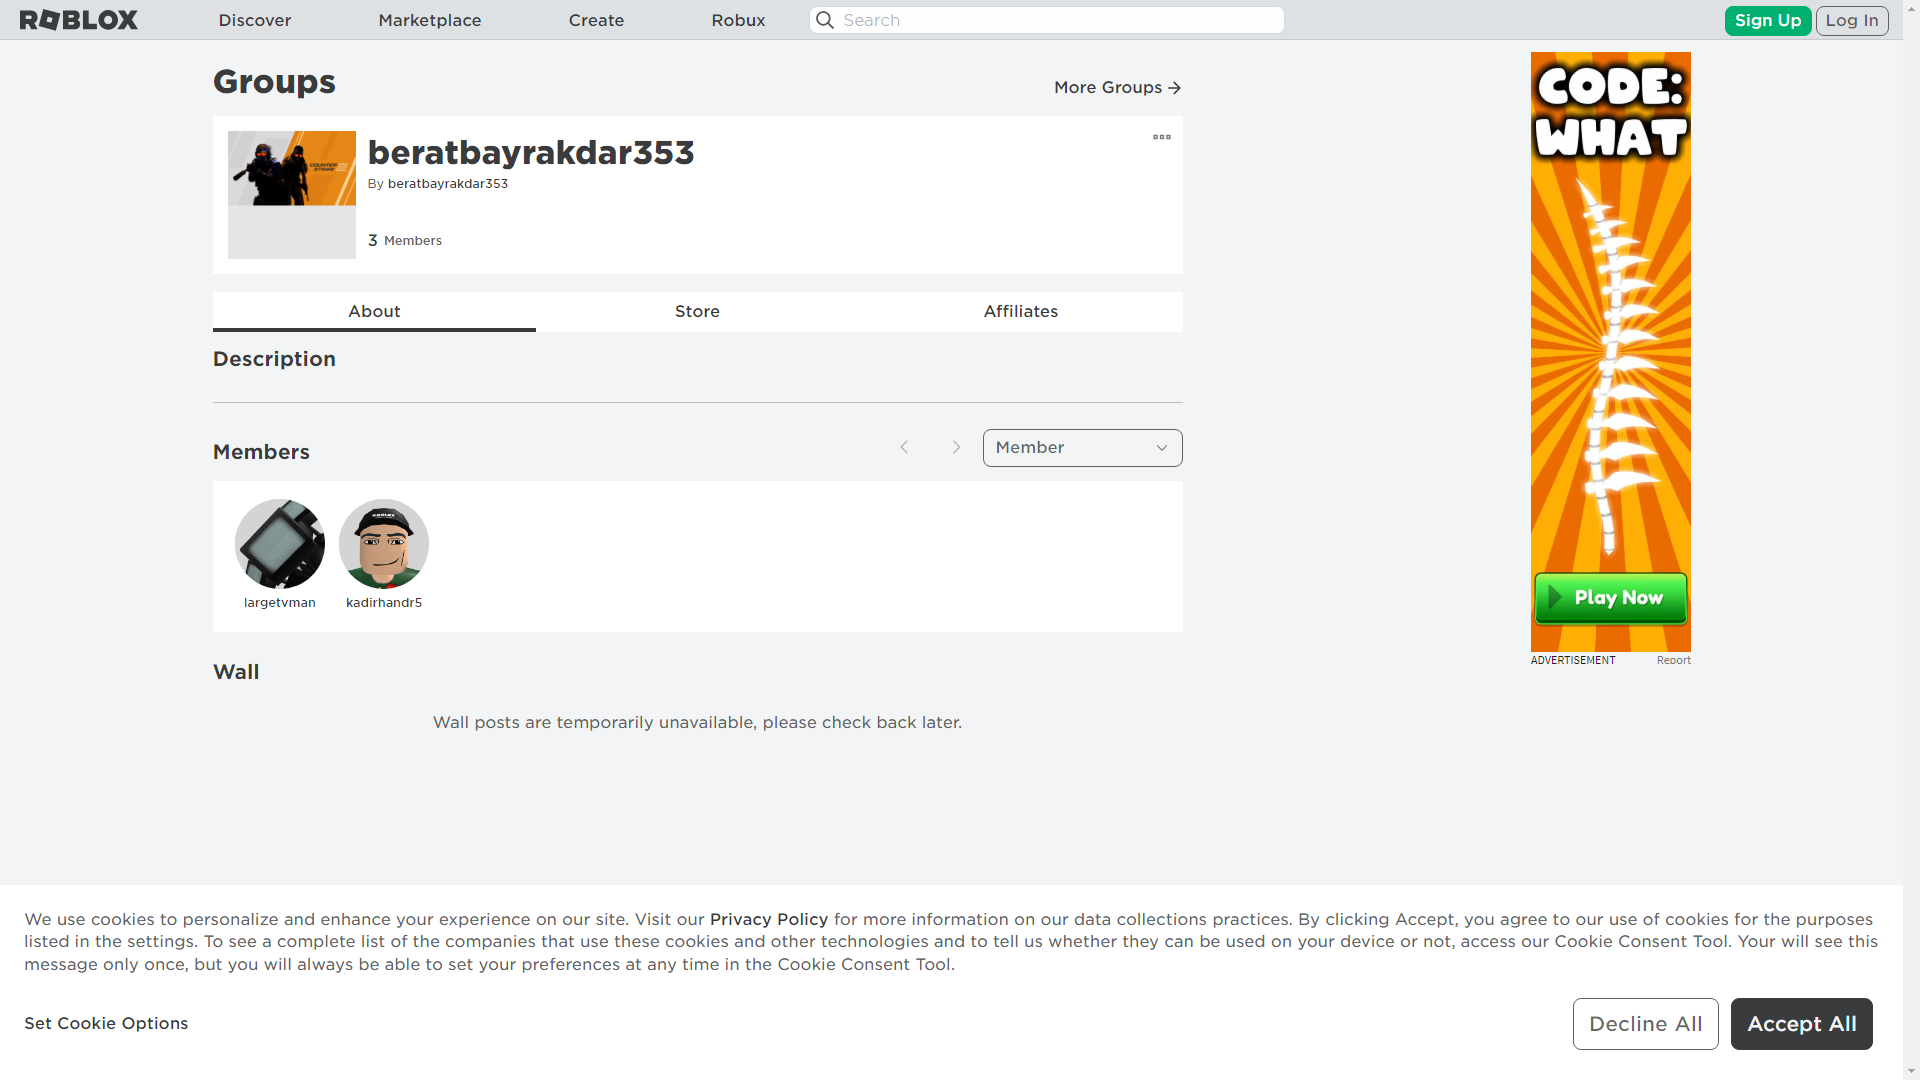 ROBLOX
Discover
Marketplace
Create
Robux
Search
Sign Up
Log In
Groups
More Groups
COUNTER
STRIKE
beratbayrakdar353
By beratbayrakdar353
3 Members
About
Store
Affiliates
Description
Members
Member
ROBLOX
largetvman
kadirhandr5
Wall
Wall posts are temporarily unavailable, please check back later.
CODE:
WHAT
Play Now
ADVERTISEMENT
Report
We use cookies to personalize and enhance your experience on our site. Visit our Privacy Policy for more information on our data collections practices. By clicking Accept, you agree to our use of cookies for the purposes
listed in the settings. To see a complete list of the companies that use these cookies and other technologies and to tell us whether they can be used on your device or not, access our Cookie Consent Tool. Your will see this
message only once, but you will always be able to set your preferences at any time in the Cookie Consent Tool.
Set Cookie Options
Decline All
Accept All